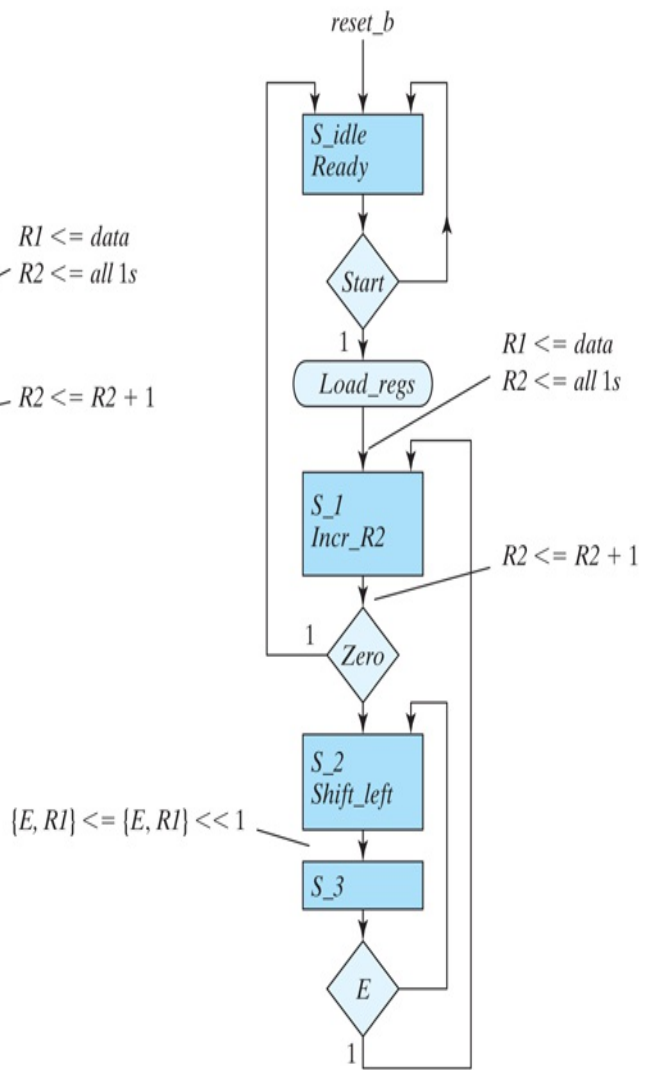 reset_b
S_idle
Ready
R1 <= data
R2 <= all 1s
Start
1
R1 <= data
R2 <= all 1s
Load_regs
R2 <= R2 + 1
S_1
Incr_R2
R2 <= R2 + 1
1
Zero
S_2
Shift_left
{E, R1} <= {E, R1} << 1
S_3
E
1